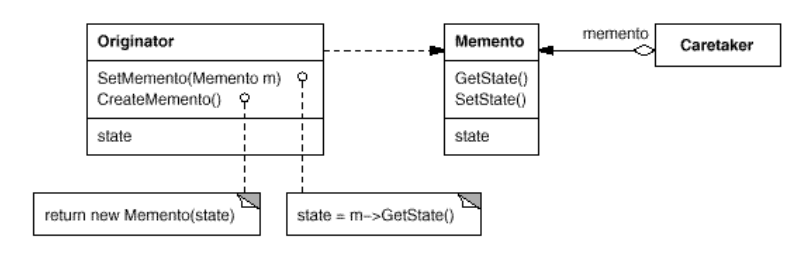 Originator
SetMemento(Memento m)
CreateMemento()
state
Memento
GetState()
SetState()
state
memento
Caretaker
return new Memento(state)
state = m->GetState()